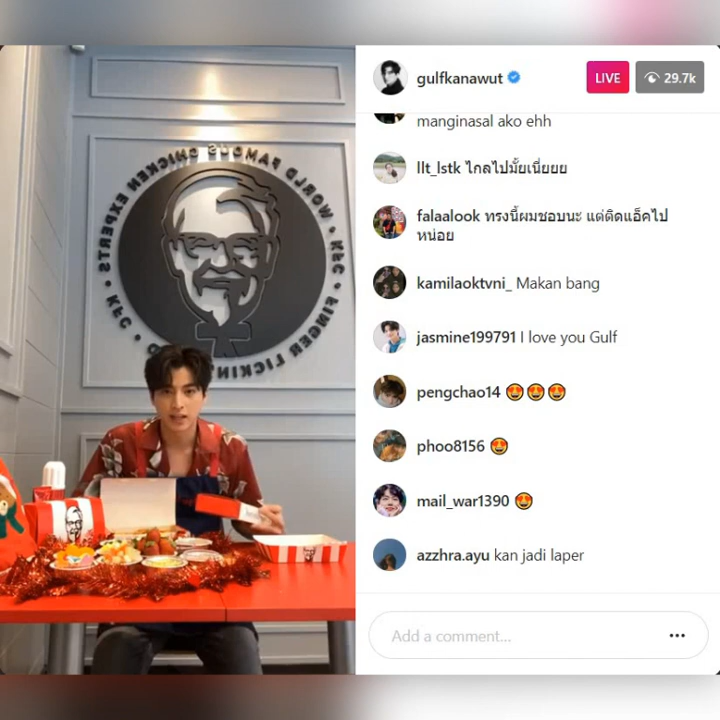 gulfkanawut
LIVE
29.7k
manginasal ako ehh
llt_lstk ไกลไปมั้ยเนี่ยยย
falaalook ทรงนี้ผมชอบนะ แต่ติดแอ็คไป
หน่อย
kamilaoktvni_ Makan bang
jasmine199791 I love you Gulf
pengchao14 😍😍😍
phoo8156 😍
mail_war1390 😍
azzhra.ayu kan jadi laper
Add a comment...
WORLD FAMOUS CHICKEN EXPERTS • KFC •
KFC • FINGER LICKIN